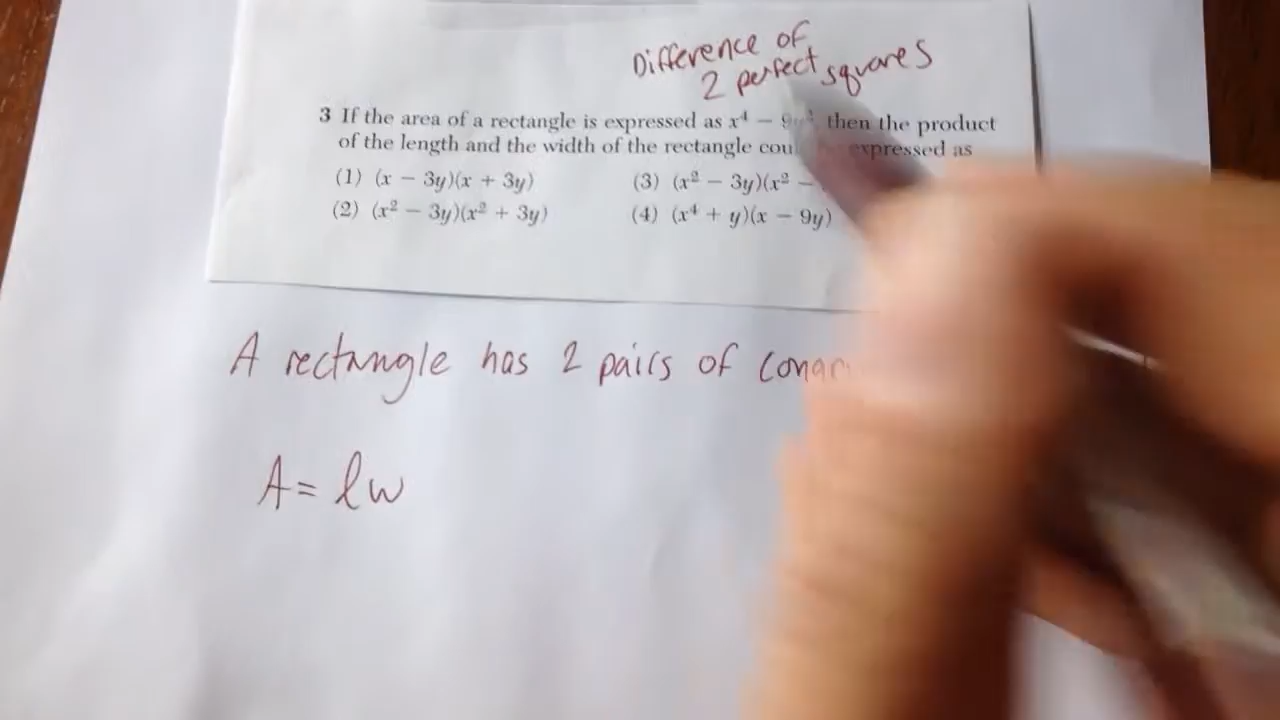 Difference of
2 perfect squares
3 If the area of a rectangle is expressed as x⁴ − 9y², then the product
of the length and the width of the rectangle expressed as
(1) (x − 3y)(x + 3y)
(3) (x² − 3y)(x² −
(2) (x² − 3y)(x² + 3y)
(4) (x⁴ + y)(x − 9y)
A rectangle has 2 pairs of
A = lw